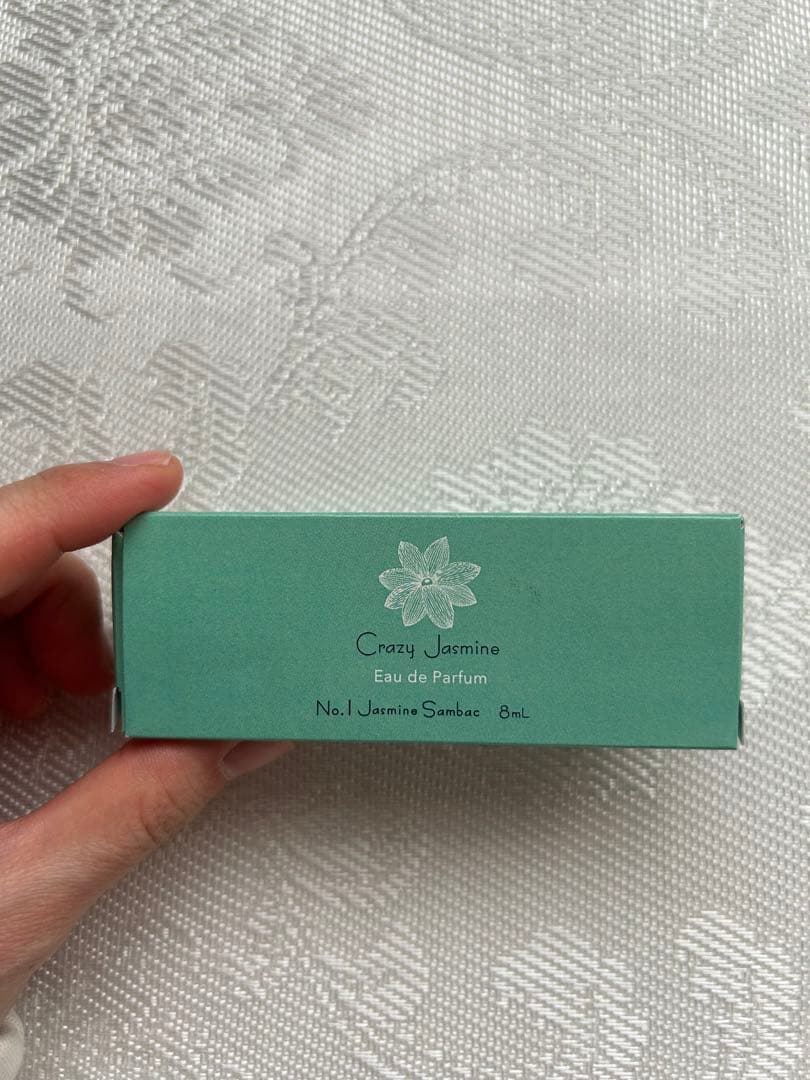 Crazy Jasmine
Eau de Parfum
No.1 Jasmine Sambac 8mL